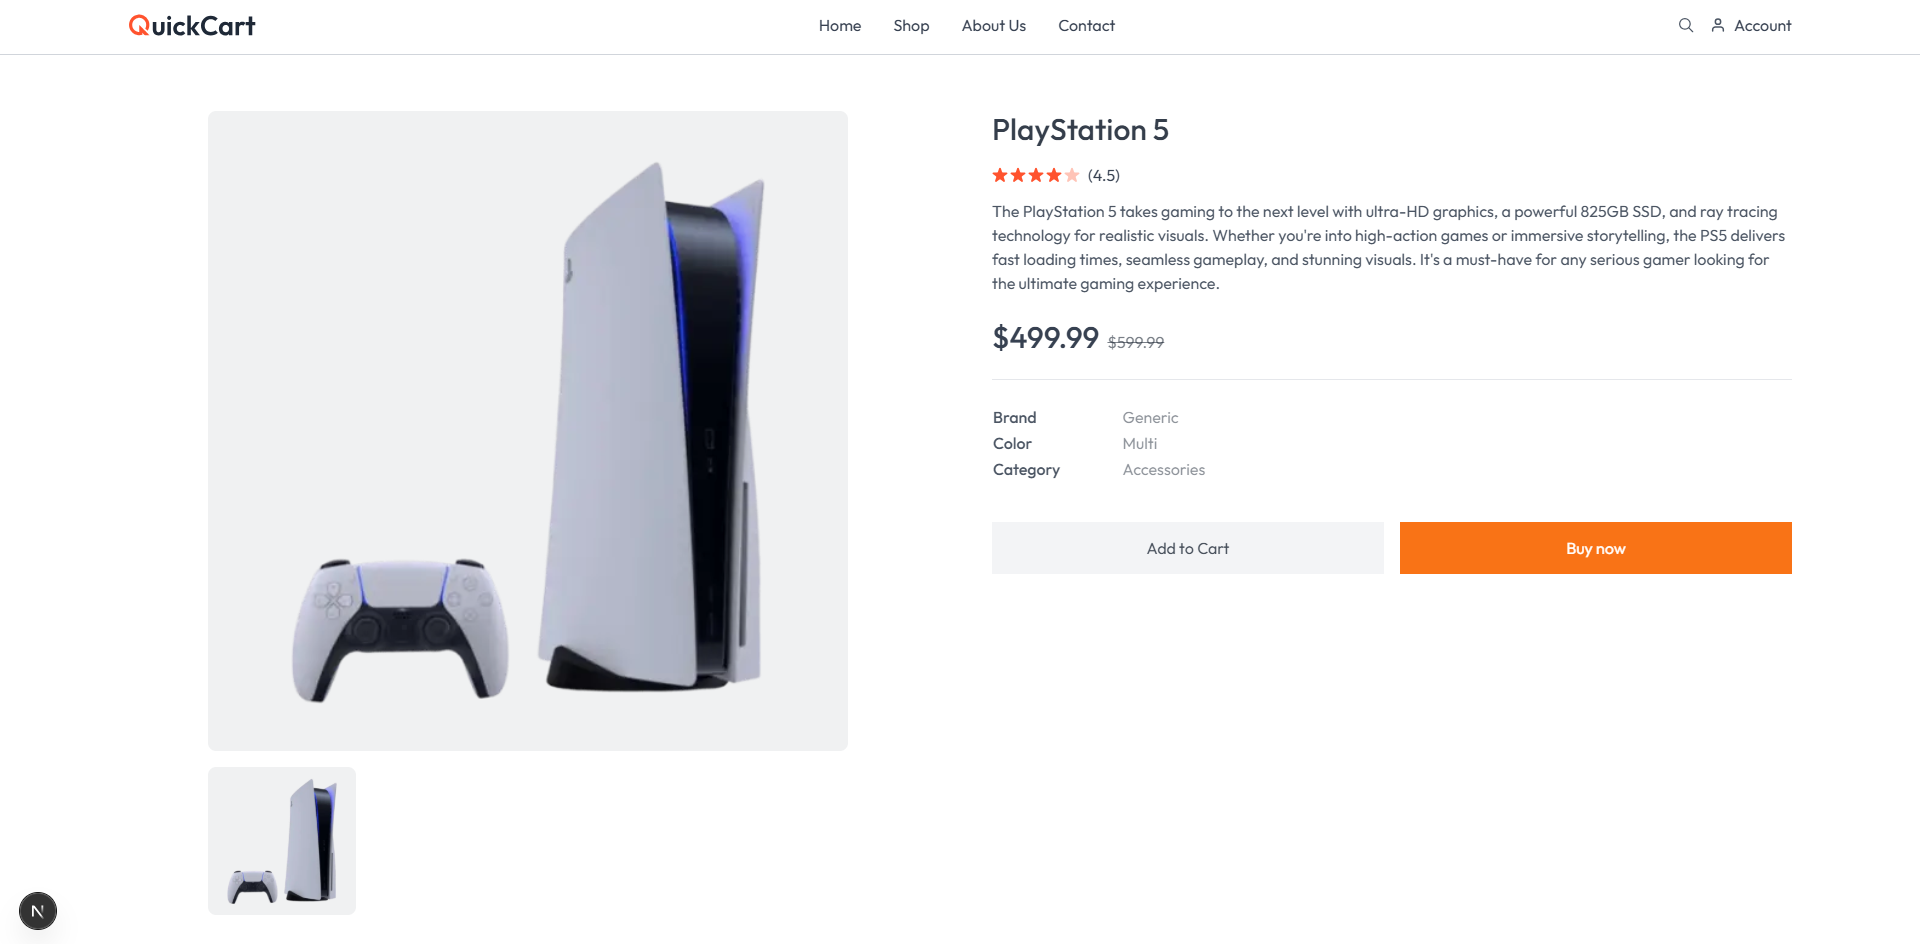 QuickCart
Home Shop About Us Contact
Account
PlayStation 5
(4.5)
The PlayStation 5 takes gaming to the next level with ultra-HD graphics, a powerful 825GB SSD, and ray tracing
technology for realistic visuals. Whether you're into high-action games or immersive storytelling, the PS5 delivers
fast loading times, seamless gameplay, and stunning visuals. It's a must-have for any serious gamer looking for
the ultimate gaming experience.
$499.99 $599.99
Brand Generic
Color Multi
Category Accessories
Add to Cart
Buy now
N